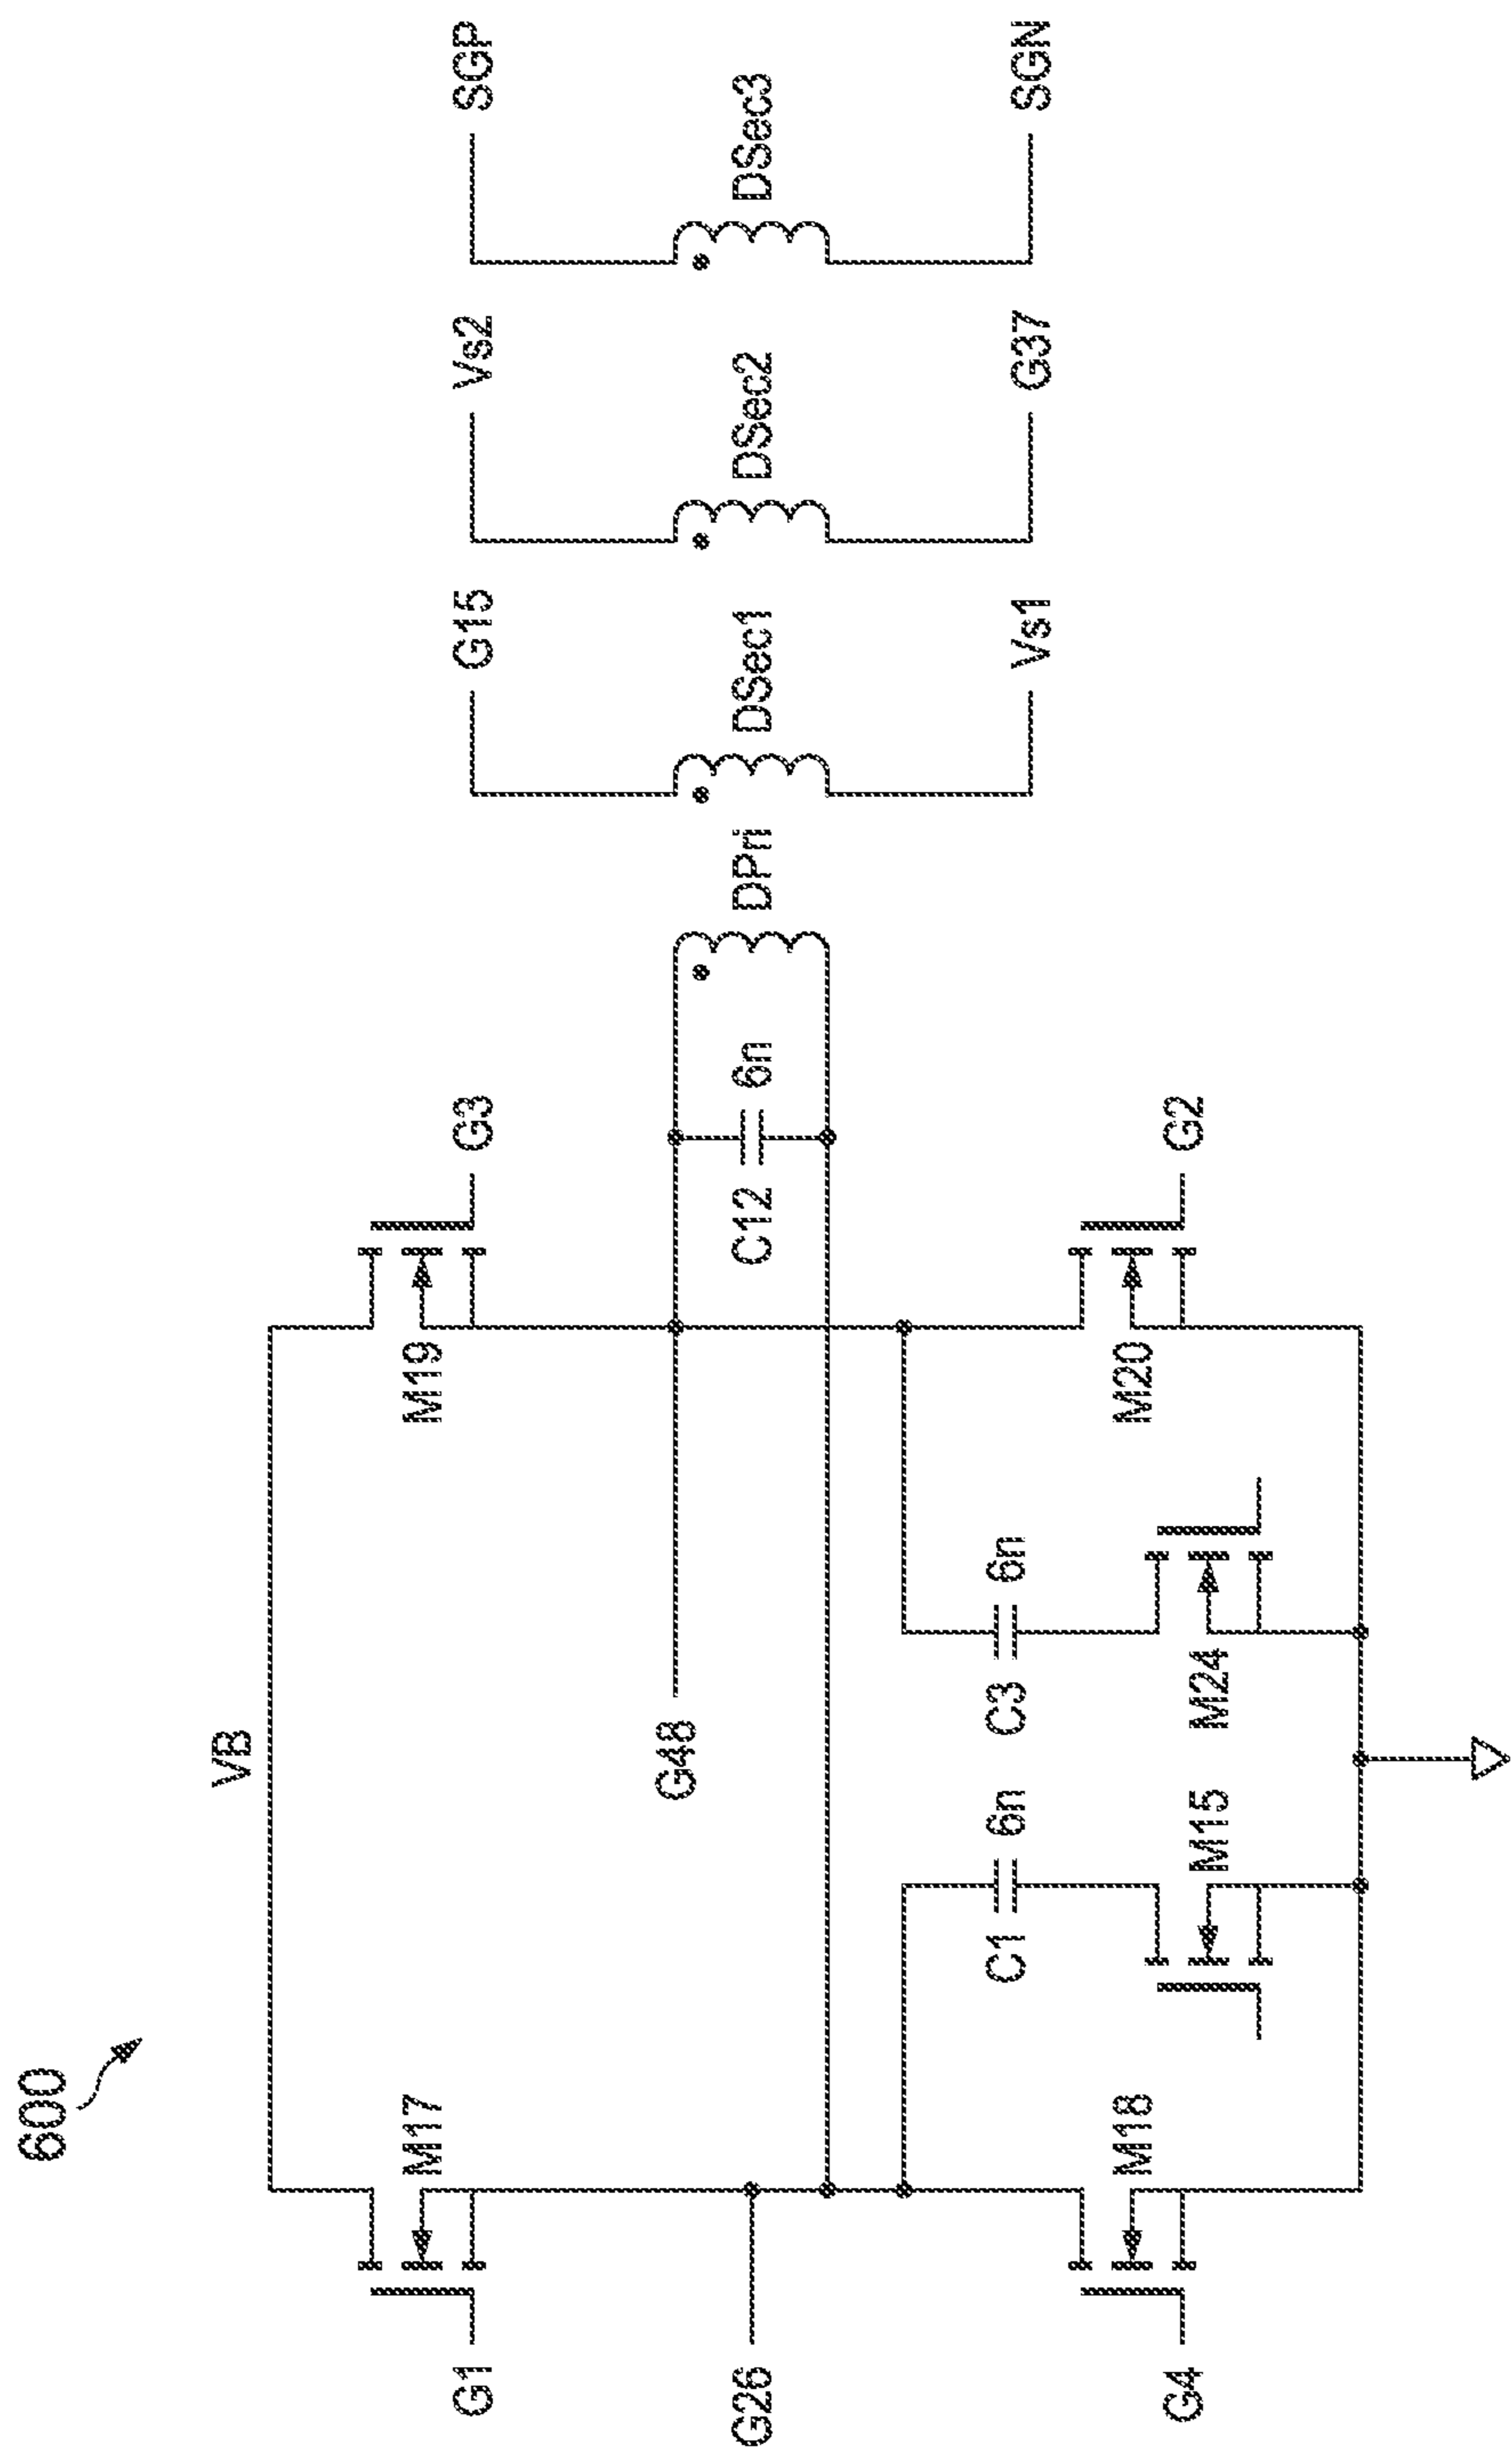 600
VB
G1
M17
M19
G3
G15
Vs2
SGP
G48
G26
C12
6n
DPri
DSec1
DSec2
DSec3
C1
6n
C3
6n
Vs1
G37
SGN
G4
M18
M15
M24
M20
G2